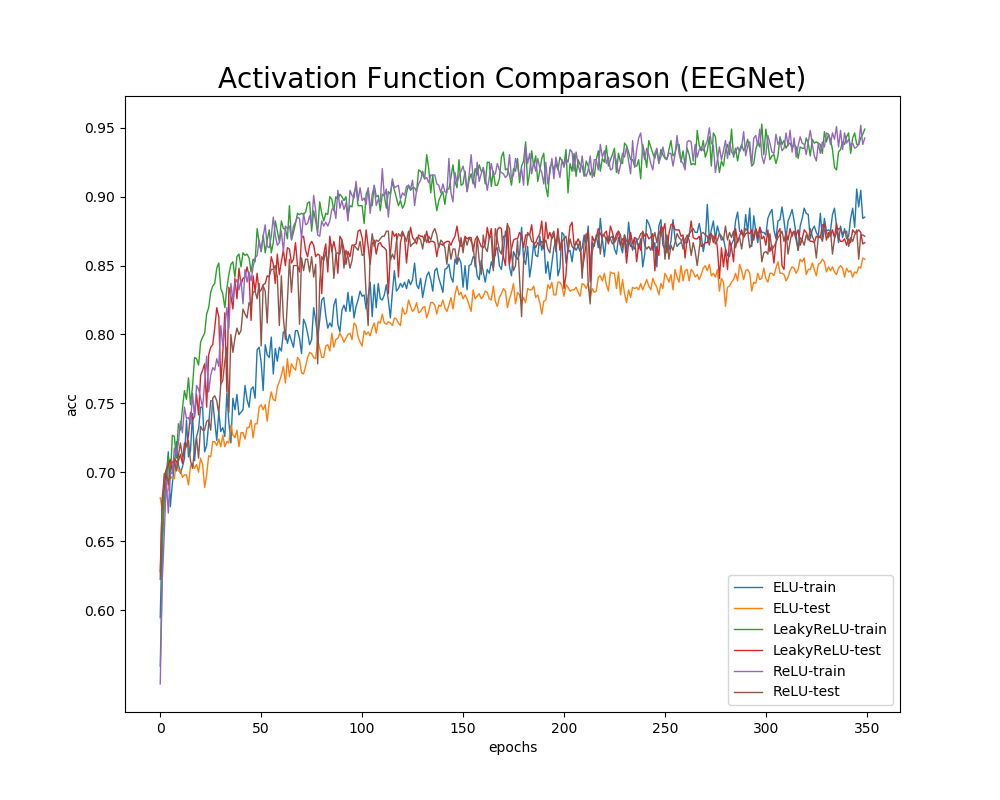 Activation Function Comparason (EEGNet)
0.95
0.90
0.85
0.80
0.75
0.70
0.65
0.60
acc
0
50
100
150
200
250
300
350
epochs
ELU-train
ELU-test
LeakyReLU-train
LeakyReLU-test
ReLU-train
ReLU-test